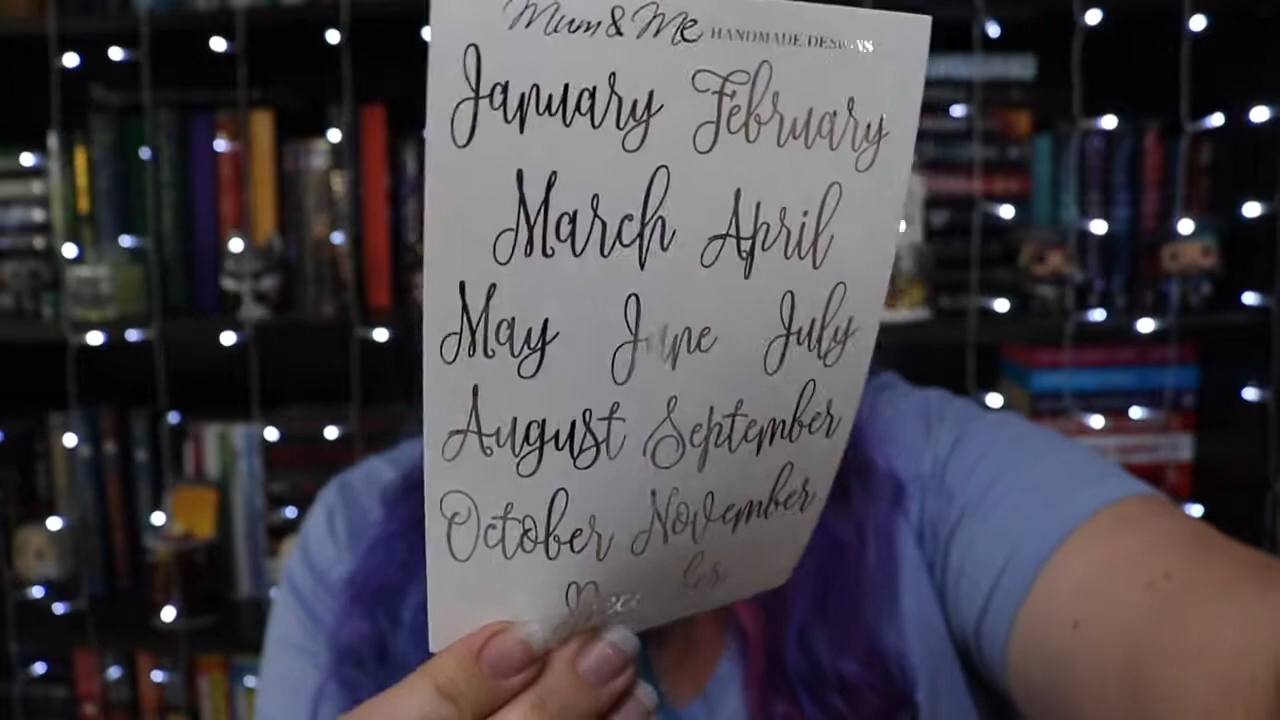 Mum & Me HANDMADE DESIGNS
January February
March April
May June July
August September
October November